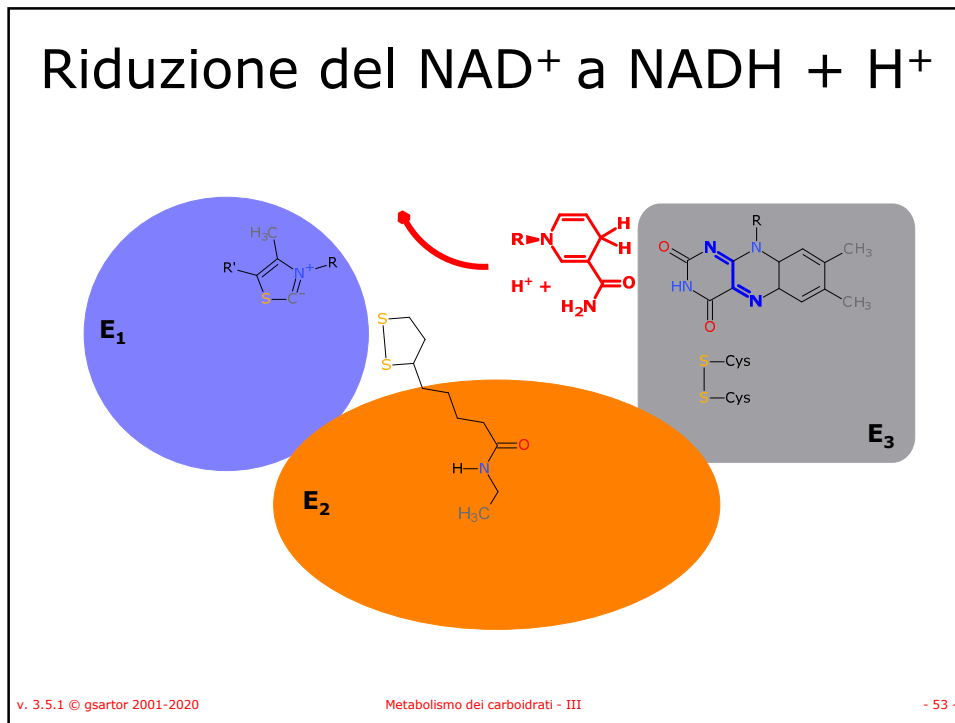 Riduzione del NAD⁺ a NADH + H⁺
H₃C
R'
N⁺
R
S
C⁻
E₁
S
S
R
N
H
H
H⁺ +
O
H₂N
R
O
N
N
CH₃
HN
N
CH₃
O
S
Cys
S
Cys
E₃
O
H
N
H₃C
E₂
v. 3.5.1 © gsartor 2001-2020
Metabolismo dei carboidrati - III
- 53 -